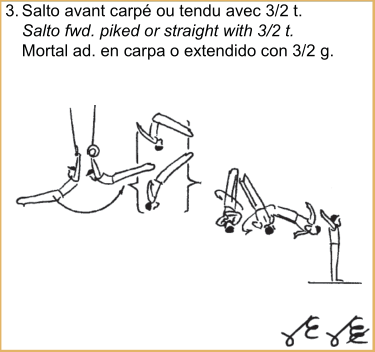 3. Salto avant carpé ou tendu avec 3/2 t.
Salto fwd. piked or straight with 3/2 t.
Mortal ad. en carpa o extendido con 3/2 g.